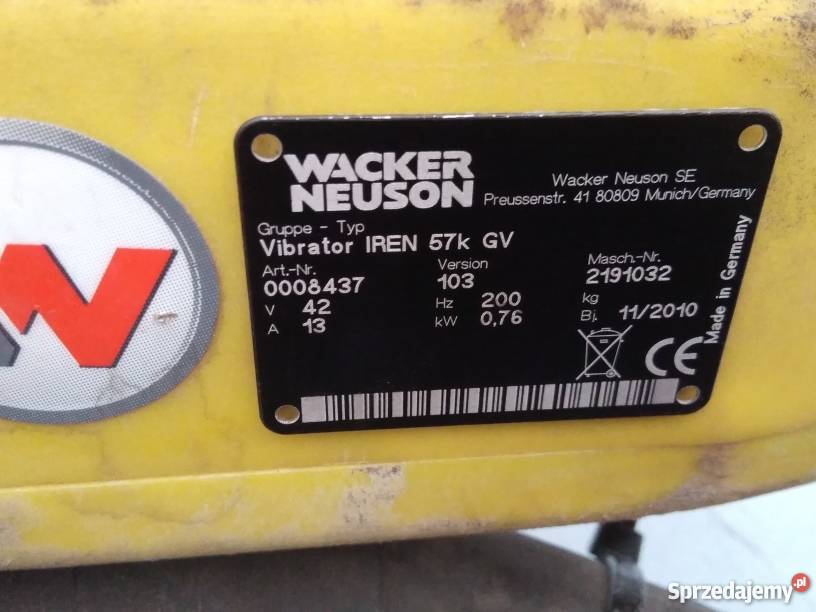 W
WACKER
NEUSON
Wacker Neuson SE
Preussenstr. 41 80809 Munich/Germany
Gruppe - Typ
Vibrator IREN 57k GV
Art.-Nr. Version Masch.-Nr.
0008437 103 2191032
V 42 Hz 200 kg
A 13 kW 0,76 Bj. 11/2010
Made in Germany
CE
Sprzedajemy.pl